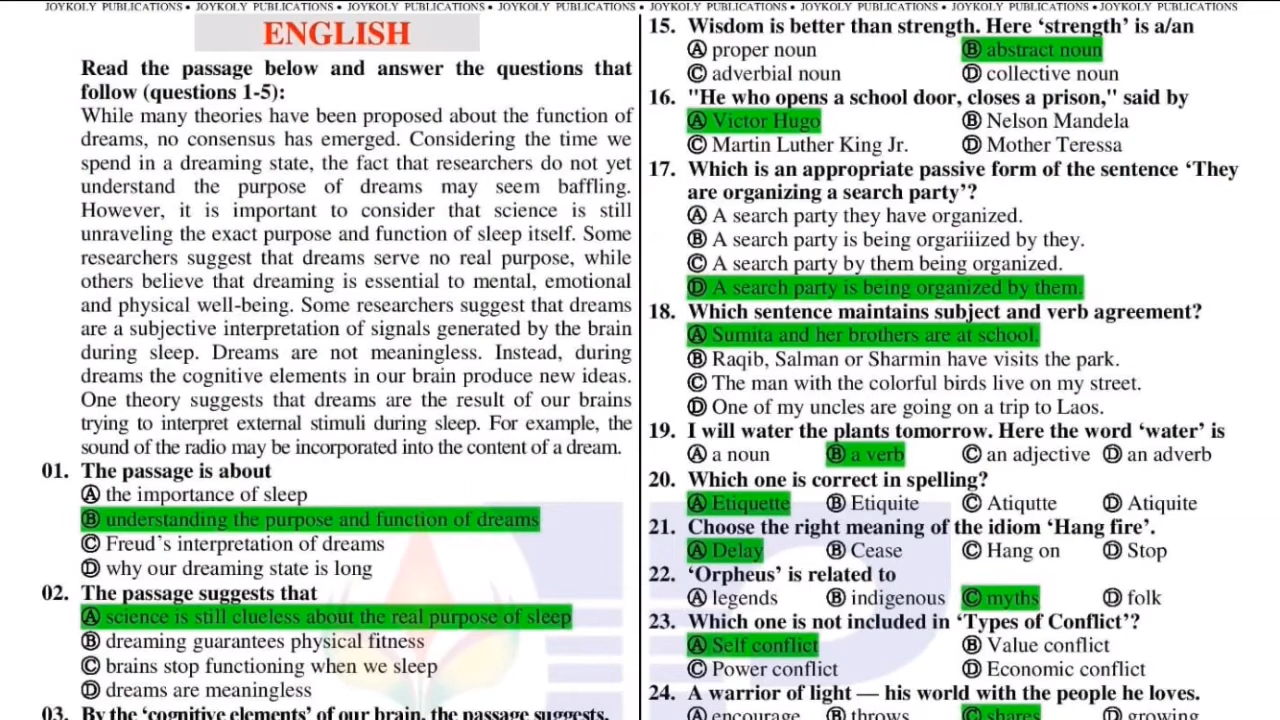 JOYKOLY PUBLICATIONS • JOYKOLY PUBLICATIONS • JOYKOLY PUBLICATIONS • JOYKOLY PUBLICATIONS • JOYKOLY PUBLICATIONS • JOYKOLY PUBLICATIONS • JOYKOLY PUBLICATIONS • JOYKOLY PUBLICATIONS
ENGLISH
Read the passage below and answer the questions that
follow (questions 1-5):
While many theories have been proposed about the function of
dreams, no consensus has emerged. Considering the time we
spend in a dreaming state, the fact that researchers do not yet
understand the purpose of dreams may seem baffling.
However, it is important to consider that science is still
unraveling the exact purpose and function of sleep itself. Some
researchers suggest that dreams serve no real purpose, while
others believe that dreaming is essential to mental, emotional
and physical well-being. Some researchers suggest that dreams
are a subjective interpretation of signals generated by the brain
during sleep. Dreams are not meaningless. Instead, during
dreams the cognitive elements in our brain produce new ideas.
One theory suggests that dreams are the result of our brains
trying to interpret external stimuli during sleep. For example, the
sound of the radio may be incorporated into the content of a dream.
01. The passage is about
Ⓐ the importance of sleep
Ⓑ understanding the purpose and function of dreams
Ⓒ Freud's interpretation of dreams
Ⓓ why our dreaming state is long
02. The passage suggests that
Ⓐ science is still clueless about the real purpose of sleep
Ⓑ dreaming guarantees physical fitness
Ⓒ brains stop functioning when we sleep
Ⓓ dreams are meaningless
03. By the 'cognitive elements' of our brain, the passage suggests,
15. Wisdom is better than strength. Here 'strength' is a/an
Ⓐ proper noun Ⓑ abstract noun
Ⓒ adverbial noun Ⓓ collective noun
16. "He who opens a school door, closes a prison," said by
Ⓐ Victor Hugo Ⓑ Nelson Mandela
Ⓒ Martin Luther King Jr. Ⓓ Mother Teressa
17. Which is an appropriate passive form of the sentence 'They
are organizing a search party'?
Ⓐ A search party they have organized.
Ⓑ A search party is being orgariiized by they.
Ⓒ A search party by them being organized.
Ⓓ A search party is being organized by them.
18. Which sentence maintains subject and verb agreement?
Ⓐ Sumita and her brothers are at school.
Ⓑ Raqib, Salman or Sharmin have visits the park.
Ⓒ The man with the colorful birds live on my street.
Ⓓ One of my uncles are going on a trip to Laos.
19. I will water the plants tomorrow. Here the word 'water' is
Ⓐ a noun Ⓑ a verb Ⓒ an adjective Ⓓ an adverb
20. Which one is correct in spelling?
Ⓐ Etiquette Ⓑ Etiquite Ⓒ Atiqutte Ⓓ Atiquite
21. Choose the right meaning of the idiom 'Hang fire'.
Ⓐ Delay Ⓑ Cease Ⓒ Hang on Ⓓ Stop
22. 'Orpheus' is related to
Ⓐ legends Ⓑ indigenous Ⓒ myths Ⓓ folk
23. Which one is not included in 'Types of Conflict'?
Ⓐ Self conflict Ⓑ Value conflict
Ⓒ Power conflict Ⓓ Economic conflict
24. A warrior of light — his world with the people he loves.
Ⓐ encourage Ⓑ throws Ⓒ shares Ⓓ growing